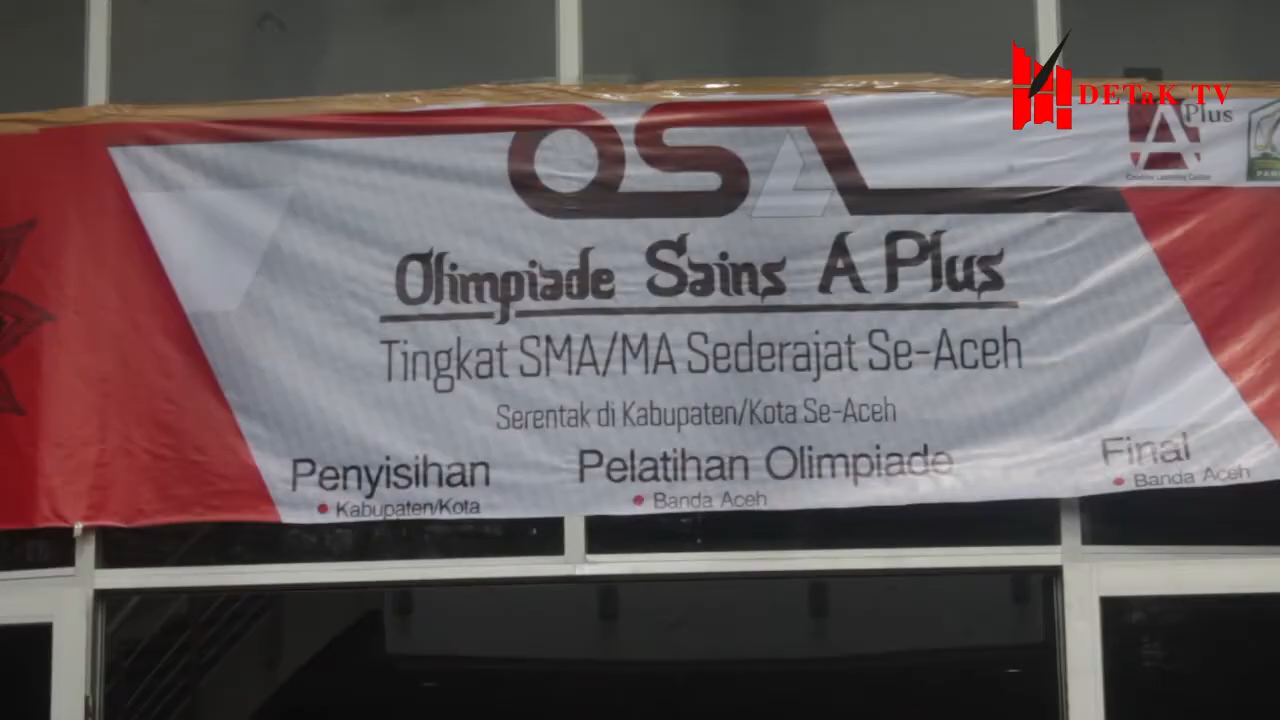 DETaK TV
A Plus
OSA
Olimpiade Sains A Plus
Tingkat SMA/MA Sederajat Se-Aceh
Serentak di Kabupaten/Kota Se-Aceh
Penyisihan
Kabupaten/Kota
Pelatihan Olimpiade
Banda Aceh
Final
Banda Aceh